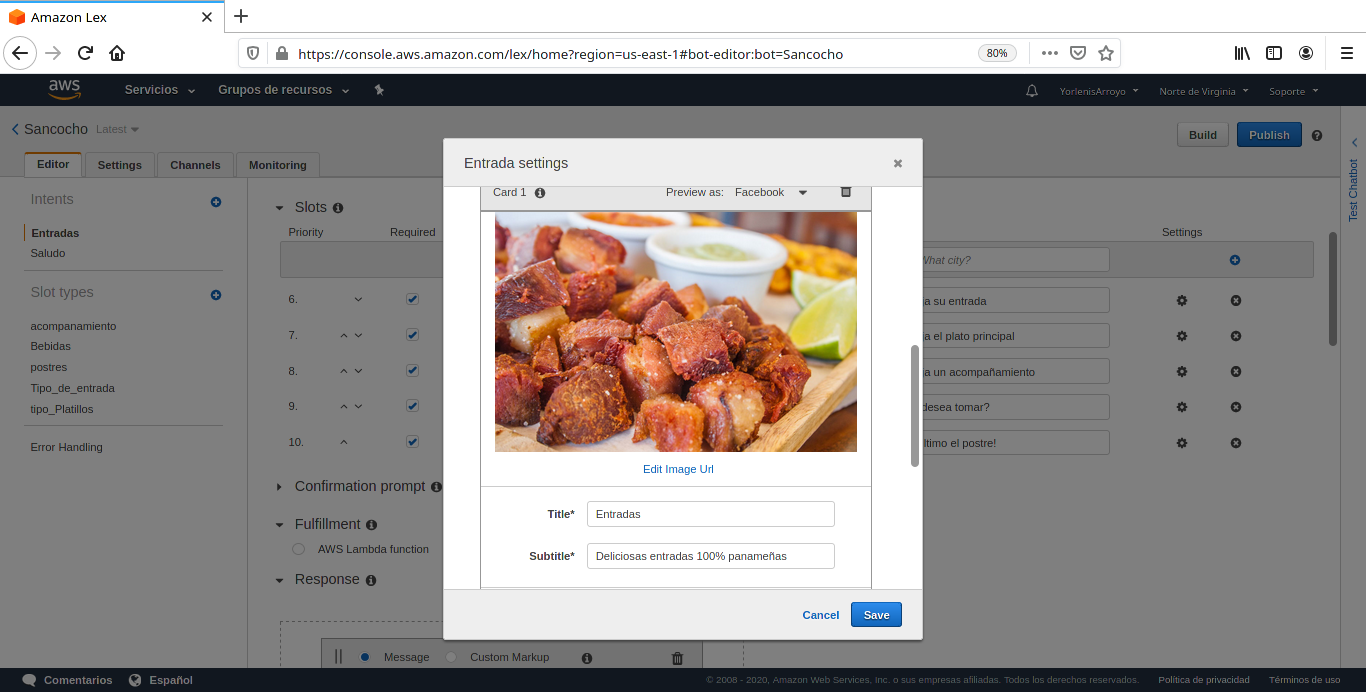 Amazon Lex
https://console.aws.amazon.com/lex/home?region=us-east-1#bot-editor:bot=Sancocho
80%
aws
Servicios
Grupos de recursos
YorlenisArroyo
Norte de Virginia
Soporte
Sancocho
Latest
Build
Publish
Editor
Settings
Channels
Monitoring
Test Chatbot
Intents
Entradas
Saludo
Slot types
acompanamiento
Bebidas
postres
Tipo_de_entrada
tipo_Platillos
Error Handling
Slots
Priority
Required
Settings
What city?
6.
a su entrada
7.
a el plato principal
8.
a un acompañamiento
9.
desea tomar?
10.
ltimo el postre!
Confirmation prompt
Fulfillment
AWS Lambda function
Response
Message
Custom Markup
Entrada settings
Card 1
Preview as:
Facebook
Edit Image Url
Title*
Entradas
Subtitle*
Deliciosas entradas 100% panameñas
Cancel
Save
Comentarios
Español
© 2008 - 2020, Amazon Web Services, Inc. o sus empresas afiliadas. Todos los derechos reservados.
Política de privacidad
Términos de uso